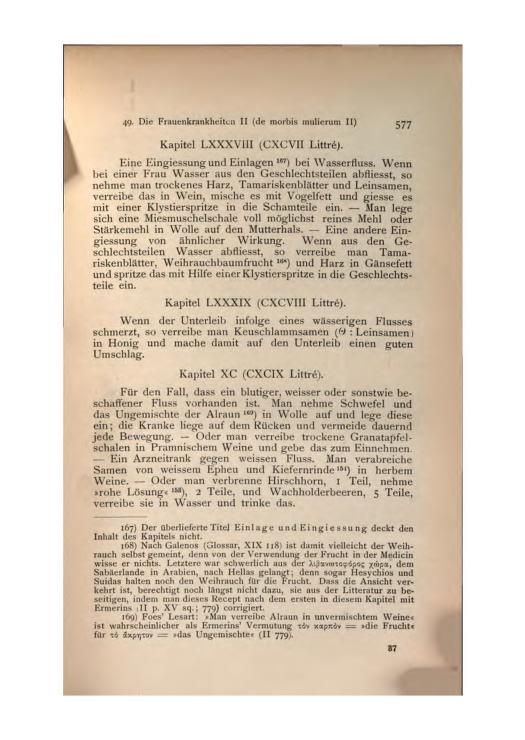 49. Die Frauenkrankheiten II (de morbis mulierum II) 577
Kapitel LXXXVIII (CXCVII Littré).
Eine Eingiessung und Einlagen 167) bei Wasserfluss. Wenn
bei einer Frau Wasser aus den Geschlechtsteilen abfliesst, so
nehme man trockenes Harz, Tamariskenblätter und Leinsamen,
verreibe das in Wein, mische es mit Vogelfett und giesse es
mit einer Klystierspritze in die Schamteile ein. — Man lege
sich eine Miesmuschelschale voll möglichst reines Mehl oder
Stärkemehl in Wolle auf den Mutterhals. — Eine andere Ein-
giessung von ähnlicher Wirkung. Wenn aus den Ge-
schlechtsteilen Wasser abfliesst, so verreibe man Tama-
riskenblätter, Weihrauchbaumfrucht 168) und Harz in Gänsefett
und spritze das mit Hilfe einer Klystierspritze in die Geschlechts-
teile ein.
Kapitel LXXXIX (CXCVIII Littré).
Wenn der Unterleib infolge eines wässerigen Flusses
schmerzt, so verreibe man Keuschlammsamen (θ : Leinsamen)
in Honig und mache damit auf den Unterleib einen guten
Umschlag.
Kapitel XC (CXCIX Littré).
Für den Fall, dass ein blutiger, weisser oder sonstwie be-
schaffener Fluss vorhanden ist. Man nehme Schwefel und
das Ungemischte der Alraun 169) in Wolle auf und lege diese
ein; die Kranke liege auf dem Rücken und vermeide dauernd
jede Bewegung. — Oder man verreibe trockene Granatapfel-
schalen in Pramnischem Weine und gebe das zum Einnehmen.
— Ein Arzneitrank gegen weissen Fluss. Man verabreiche
Samen von weissem Epheu und Kiefernrinde 151) in herbem
Weine. — Oder man verbrenne Hirschhorn, 1 Teil, nehme
»rohe Lösung« 158), 2 Teile, und Wachholderbeeren, 5 Teile,
verreibe sie in Wasser und trinke das.
167) Der überlieferte Titel Einlage und Eingiessung deckt den
Inhalt des Kapitels nicht.
168) Nach Galenos (Glossar, XIX 118) ist damit vielleicht der Weih-
rauch selbst gemeint, denn von der Verwendung der Frucht in der Medicin
wisse er nichts. Letztere war schwerlich aus der λιβανωτοφόρος χώρα, dem
Sabäerlande in Arabien, nach Hellas gelangt; denn sogar Hesychios und
Suidas halten noch den Weihrauch für die Frucht. Dass die Ansicht ver-
kehrt ist, berechtigt noch längst nicht dazu, sie aus der Litteratur zu be-
seitigen, indem man dieses Recept nach dem ersten in diesem Kapitel mit
Ermerins (II p. XV sq.; 779) corrigiert.
169) Foes' Lesart: »Man verreibe Alraun in unvermischtem Weine«
ist wahrscheinlicher als Ermerins' Vermutung τὸν καρπόν = »die Frucht«
für τὸ ἄκρητον = »das Ungemischte« (II 779).
37